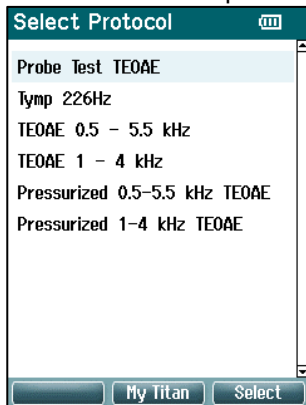 Select Protocol
Probe Test TEOAE
Tymp 226Hz
TEOAE 0.5 - 5.5 kHz
TEOAE 1 - 4 kHz
Pressurized 0.5-5.5 kHz TEOAE
Pressurized 1-4 kHz TEOAE
My Titan
Select